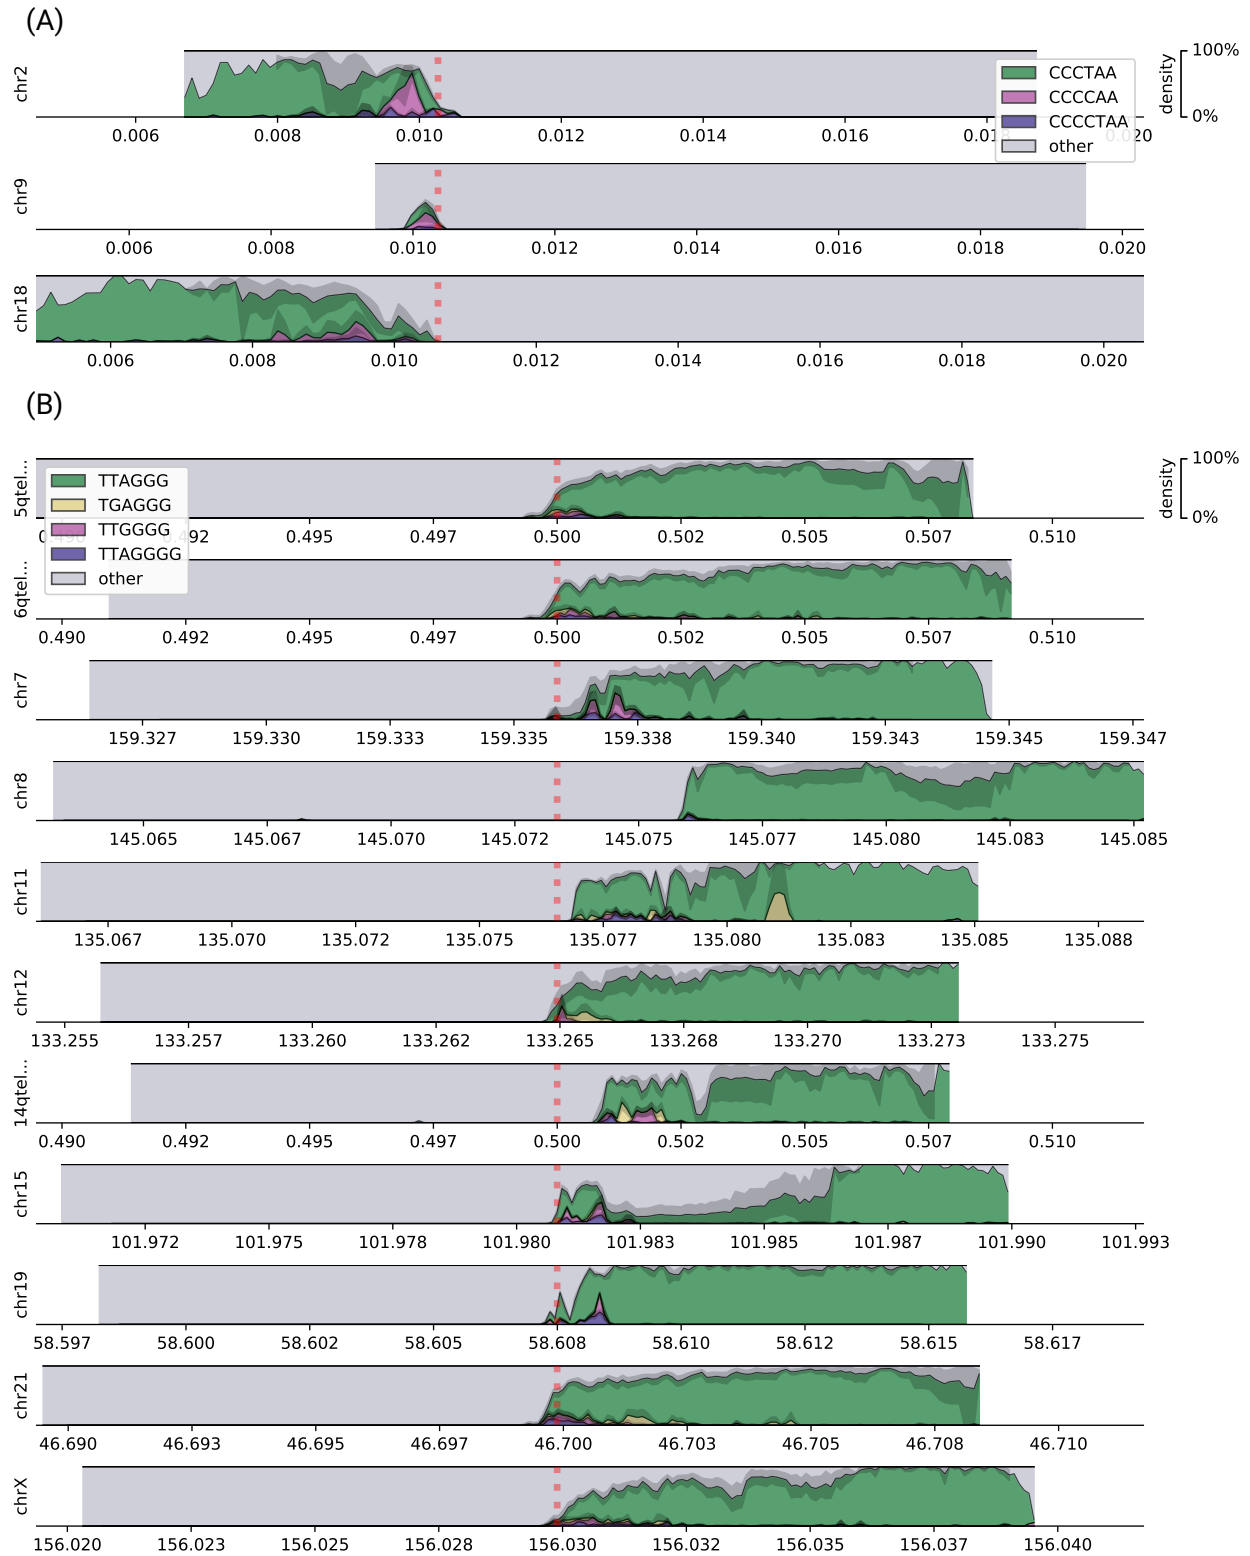 (A)
chr2
0.006 0.008 0.010 0.012 0.014 0.016 0.018 0.020
CCCTAA
CCCCAA
CCCCTAA
other
density
100%
0%
chr9
0.006 0.008 0.010 0.012 0.014 0.016 0.018 0.020
chr18
0.006 0.008 0.010 0.012 0.014 0.016 0.018 0.020
(B)
5qtel...
TTAGGG
TGAGGG
TTGGGG
TTAGGGG
other
density
100%
0%
0.490 0.492 0.495 0.497 0.500 0.502 0.505 0.507 0.510
6qtel...
0.490 0.492 0.495 0.497 0.500 0.502 0.505 0.507 0.510
chr7
159.327 159.330 159.333 159.335 159.338 159.340 159.343 159.345 159.347
chr8
145.065 145.067 145.070 145.072 145.075 145.077 145.080 145.083 145.085
chr11
135.067 135.070 135.072 135.075 135.077 135.080 135.083 135.085 135.088
chr12
133.255 133.257 133.260 133.262 133.265 133.268 133.270 133.273 133.275
14qtel...
0.490 0.492 0.495 0.497 0.500 0.502 0.505 0.507 0.510
chr15
101.972 101.975 101.978 101.980 101.983 101.985 101.987 101.990 101.993
chr19
58.597 58.600 58.602 58.605 58.608 58.610 58.612 58.615 58.617
chr21
46.690 46.693 46.695 46.697 46.700 46.703 46.705 46.708 46.710
chrX
156.020 156.023 156.025 156.028 156.030 156.032 156.035 156.037 156.040